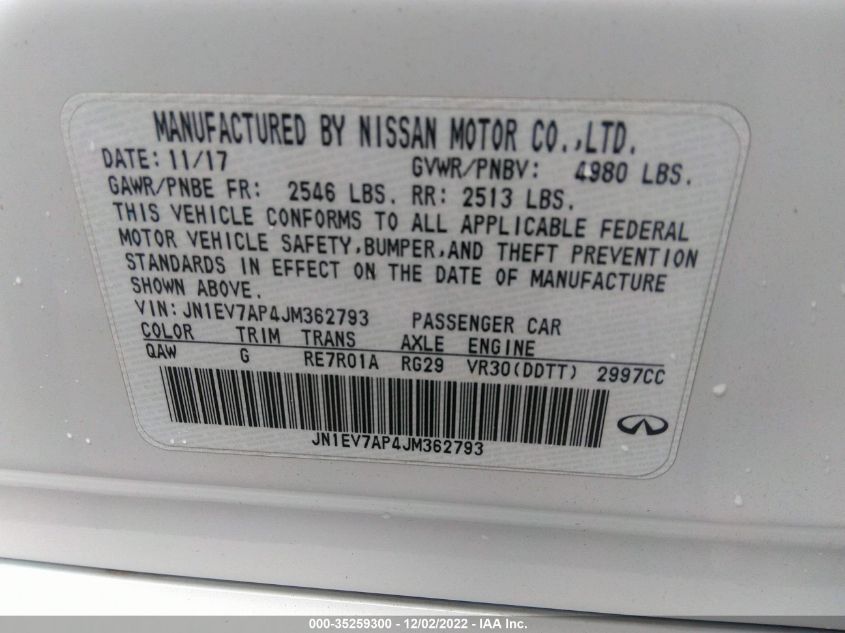 MANUFACTURED BY NISSAN MOTOR CO.,LTD.
DATE: 11/17 GVWR/PNBV: 4980 LBS.
GAWR/PNBE FR: 2546 LBS. RR: 2513 LBS.
THIS VEHICLE CONFORMS TO ALL APPLICABLE FEDERAL
MOTOR VEHICLE SAFETY,BUMPER,AND THEFT PREVENTION
STANDARDS IN EFFECT ON THE DATE OF MANUFACTURE
SHOWN ABOVE.
VIN:JN1EV7AP4JM362793 PASSENGER CAR
COLOR TRIM TRANS AXLE ENGINE
QAW G RE7R01A RG29 VR30(DDTT) 2997CC
JN1EV7AP4JM362793
000-35259300 - 12/02/2022 - IAA Inc.